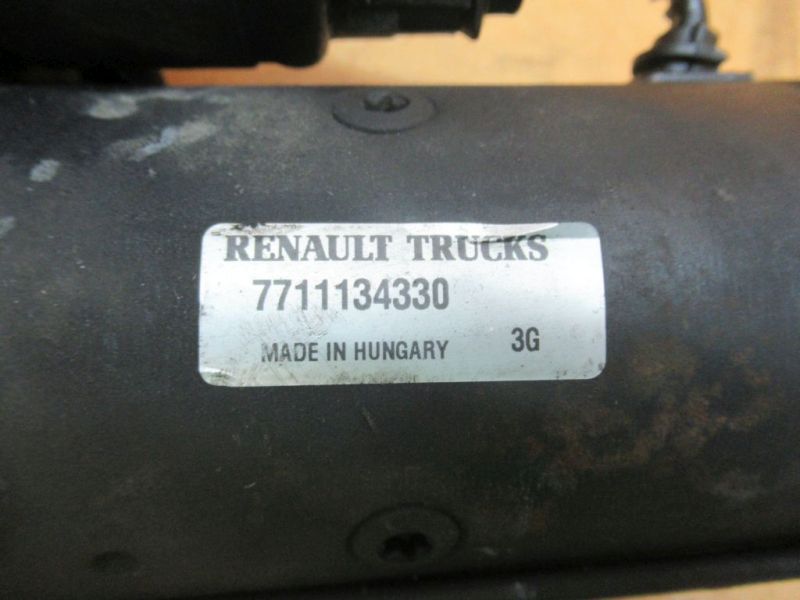 RENAULT TRUCKS
7711134330
MADE IN HUNGARY 3G